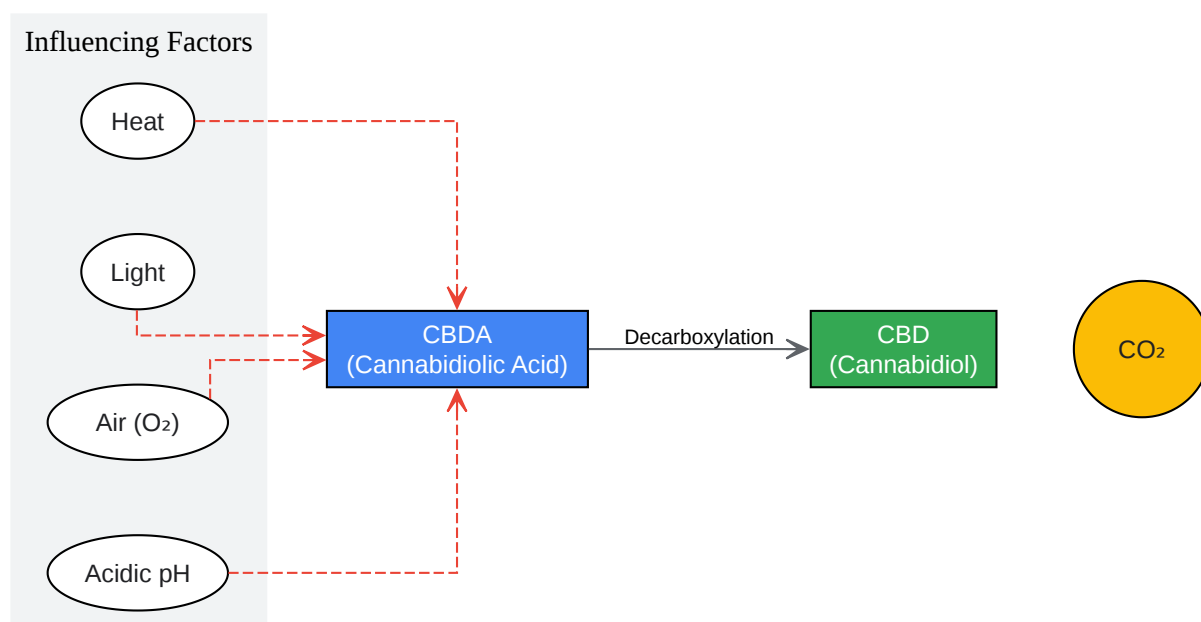 Influencing Factors
Heat
Light
Air (O₂)
Acidic pH
CBDA
(Cannabidiolic Acid)
Decarboxylation
CBD
(Cannabidiol)
CO₂